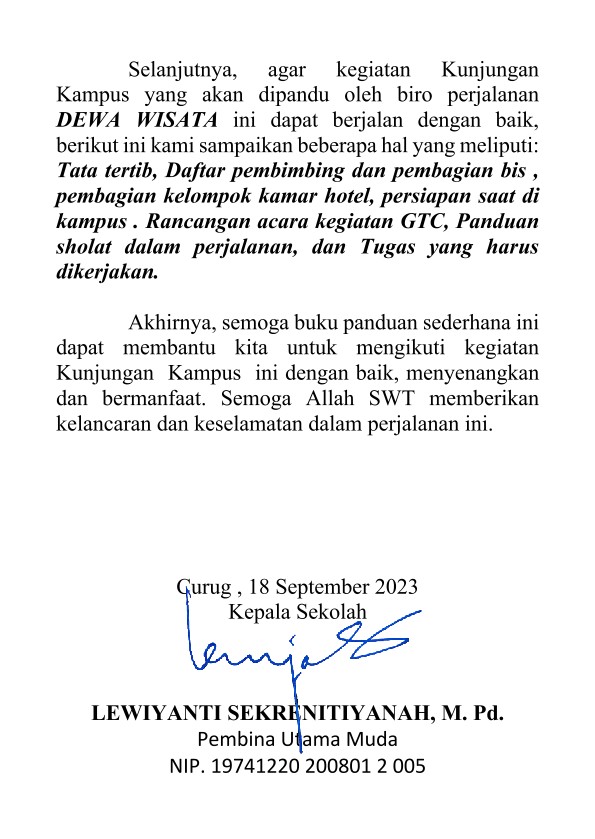 Selanjutnya, agar kegiatan Kunjungan
Kampus yang akan dipandu oleh biro perjalanan
DEWA WISATA ini dapat berjalan dengan baik,
berikut ini kami sampaikan beberapa hal yang meliputi:
Tata tertib, Daftar pembimbing dan pembagian bis ,
pembagian kelompok kamar hotel, persiapan saat di
kampus . Rancangan acara kegiatan GTC, Panduan
sholat dalam perjalanan, dan Tugas yang harus
dikerjakan.
Akhirnya, semoga buku panduan sederhana ini
dapat membantu kita untuk mengikuti kegiatan
Kunjungan Kampus ini dengan baik, menyenangkan
dan bermanfaat. Semoga Allah SWT memberikan
kelancaran dan keselamatan dalam perjalanan ini.
Curug , 18 September 2023
Kepala Sekolah
LEWIYANTI SEKRENITIYANAH, M. Pd.
Pembina Utama Muda
NIP. 19741220 200801 2 005